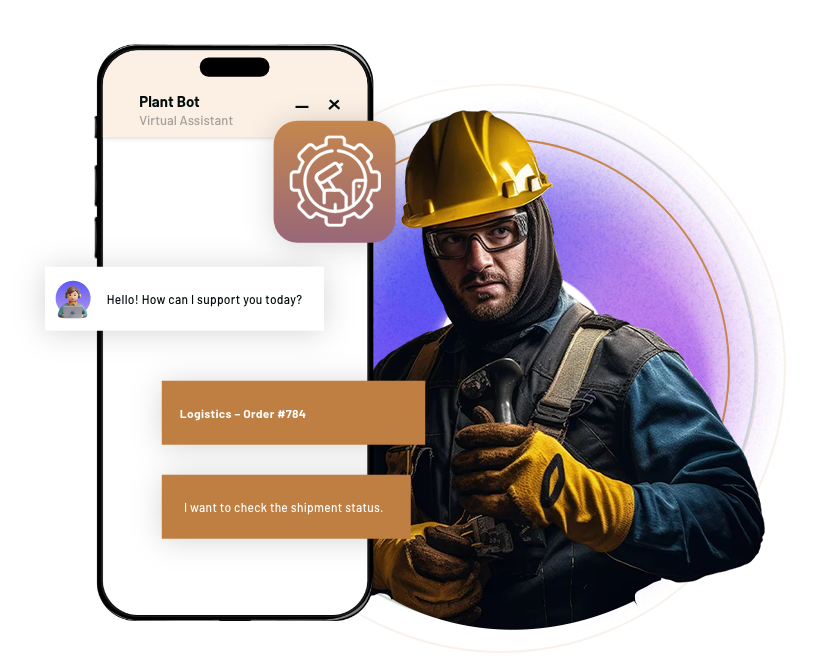 Plant Bot
Virtual Assistant
Hello! How can I support you today?
Logistics – Order #784
I want to check the shipment status.